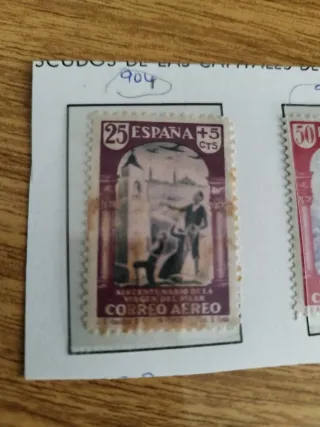 SCUDOS DE LAS CAPITALES DE
904
25 ESPAÑA +5
CTS
50
XIX CENTENARIO DE LA
VIRGEN DEL PILAR
CORREO AEREO